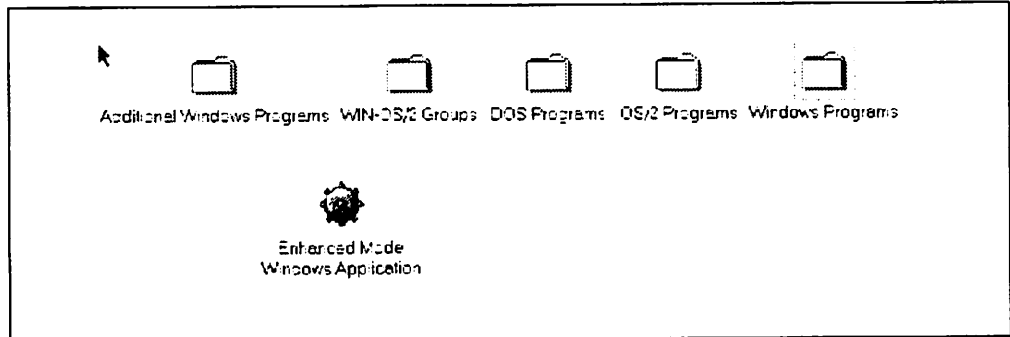 Additional Windows Programs WIN-OS/2 Groups DOS Programs OS/2 Programs Windows Programs
Enhanced Mode
Windows Application